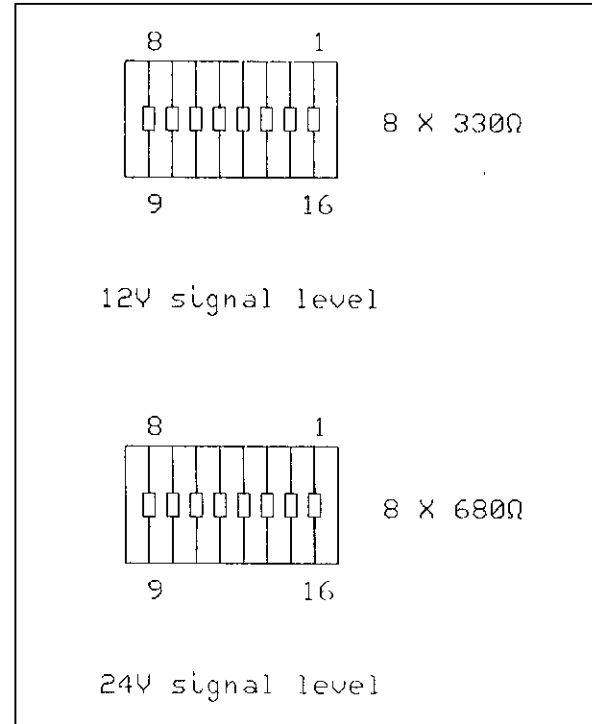 8 1
8 X 330Ω
9 16
12V signal level
8 1
8 X 680Ω
9 16
24V signal level